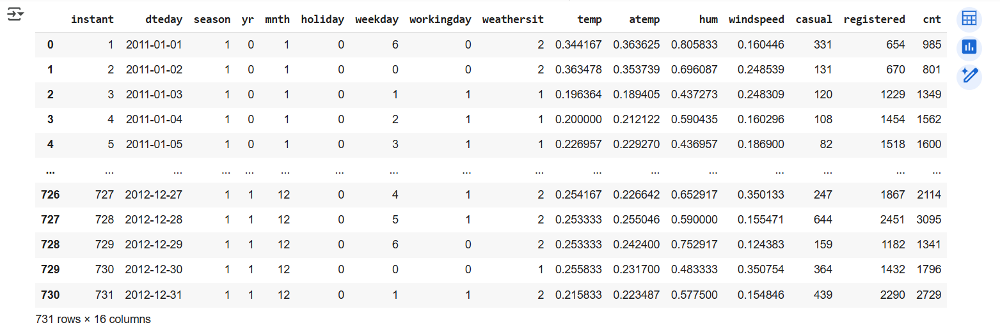 instant dteday season yr mnth holiday weekday workingday weathersit temp atemp hum windspeed casual registered cnt
0 1 2011-01-01 1 0 1 0 6 0 2 0.344167 0.363625 0.805833 0.160446 331 654 985
1 2 2011-01-02 1 0 1 0 0 0 2 0.363478 0.353739 0.696087 0.248539 131 670 801
2 3 2011-01-03 1 0 1 0 1 1 1 0.196364 0.189405 0.437273 0.248309 120 1229 1349
3 4 2011-01-04 1 0 1 0 2 1 1 0.200000 0.212122 0.590435 0.160296 108 1454 1562
4 5 2011-01-05 1 0 1 0 3 1 1 0.226957 0.229270 0.436957 0.186900 82 1518 1600
... ... ... ... ... ... ... ... ... ... ... ... ... ... ... ... ...
726 727 2012-12-27 1 1 12 0 4 1 2 0.254167 0.226642 0.652917 0.350133 247 1867 2114
727 728 2012-12-28 1 1 12 0 5 1 2 0.253333 0.255046 0.590000 0.155471 644 2451 3095
728 729 2012-12-29 1 1 12 0 6 0 2 0.253333 0.242400 0.752917 0.124383 159 1182 1341
729 730 2012-12-30 1 1 12 0 0 0 1 0.255833 0.231700 0.483333 0.350754 364 1432 1796
730 731 2012-12-31 1 1 12 0 1 1 2 0.215833 0.223487 0.577500 0.154846 439 2290 2729
731 rows × 16 columns